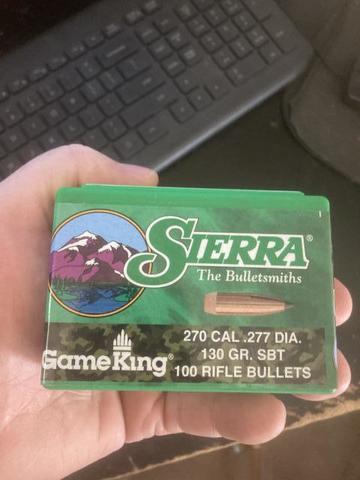 SIERRA®
The Bulletsmiths
GameKing®
270 CAL .277 DIA.
130 GR. SBT
100 RIFLE BULLETS